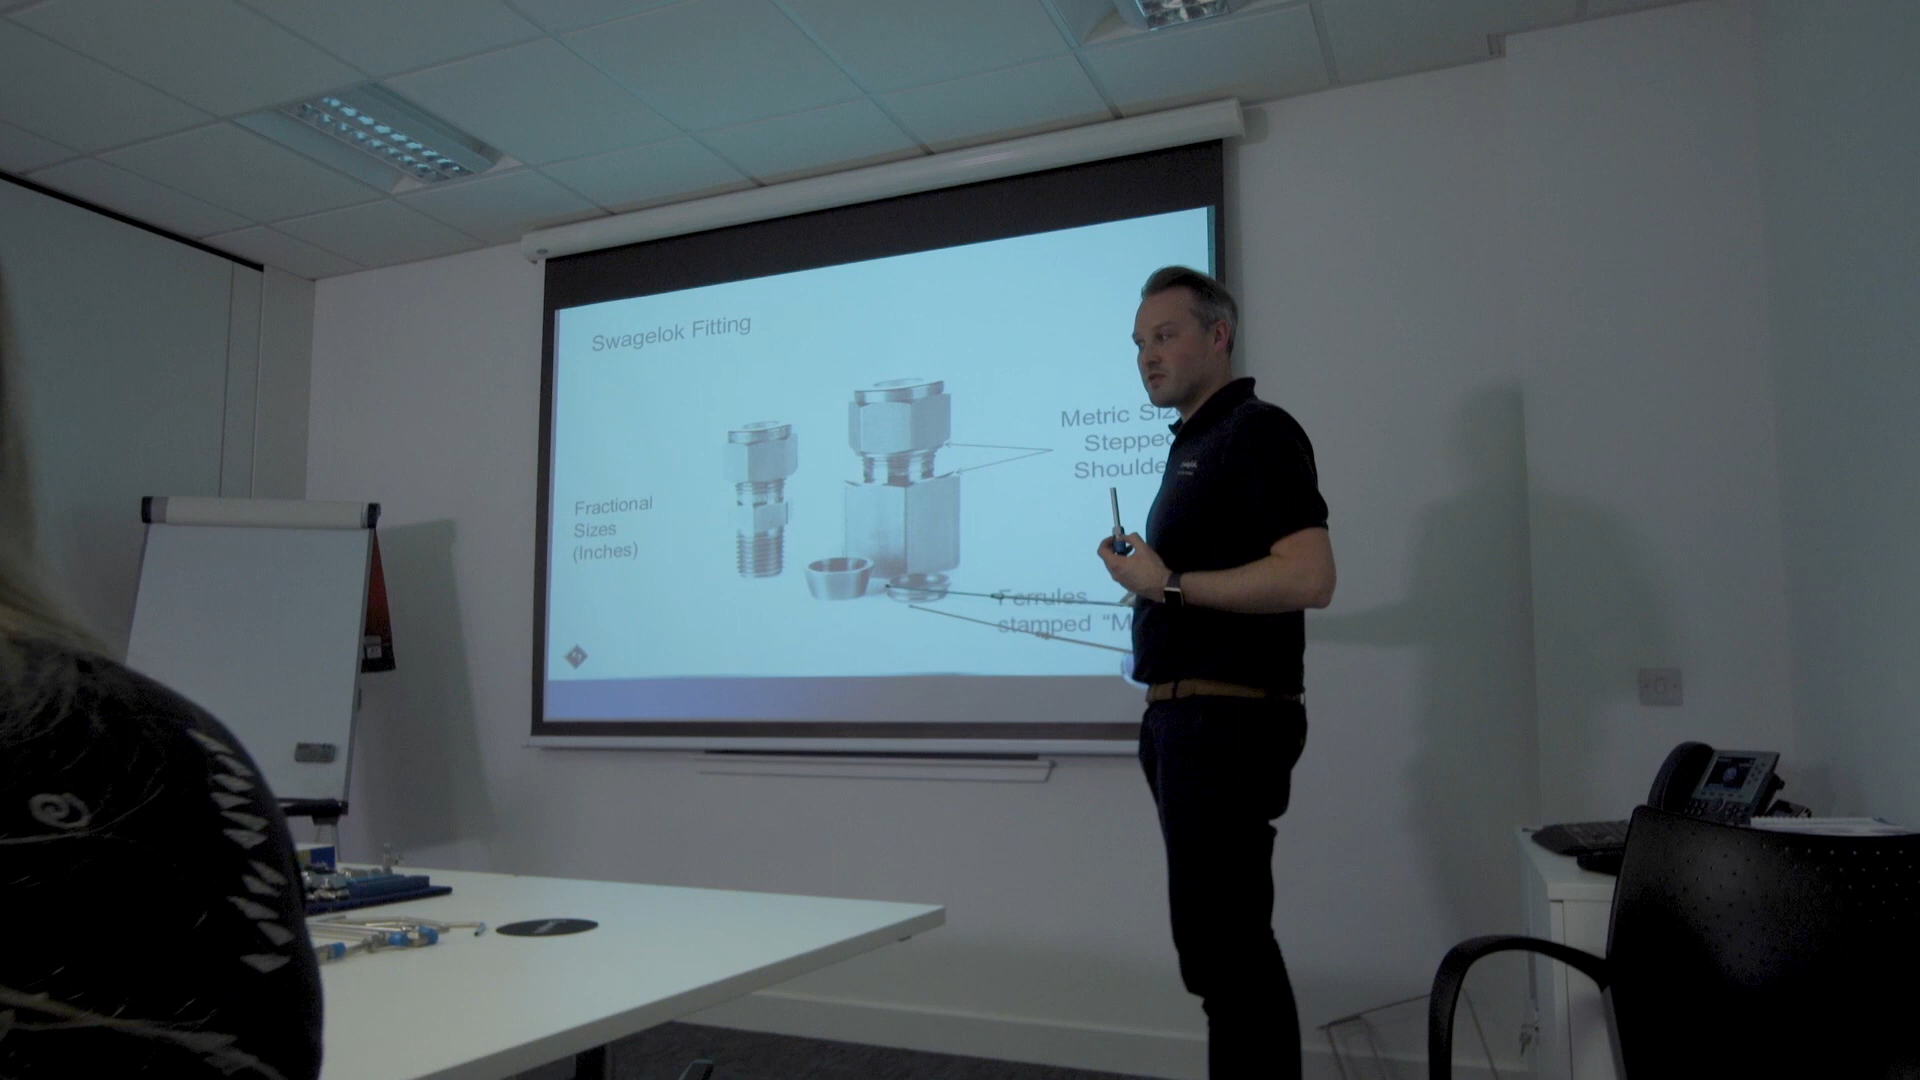 Swagelok Fitting
Fractional
Sizes
(Inches)
Metric
Stepped
Ferrules
stamped "M